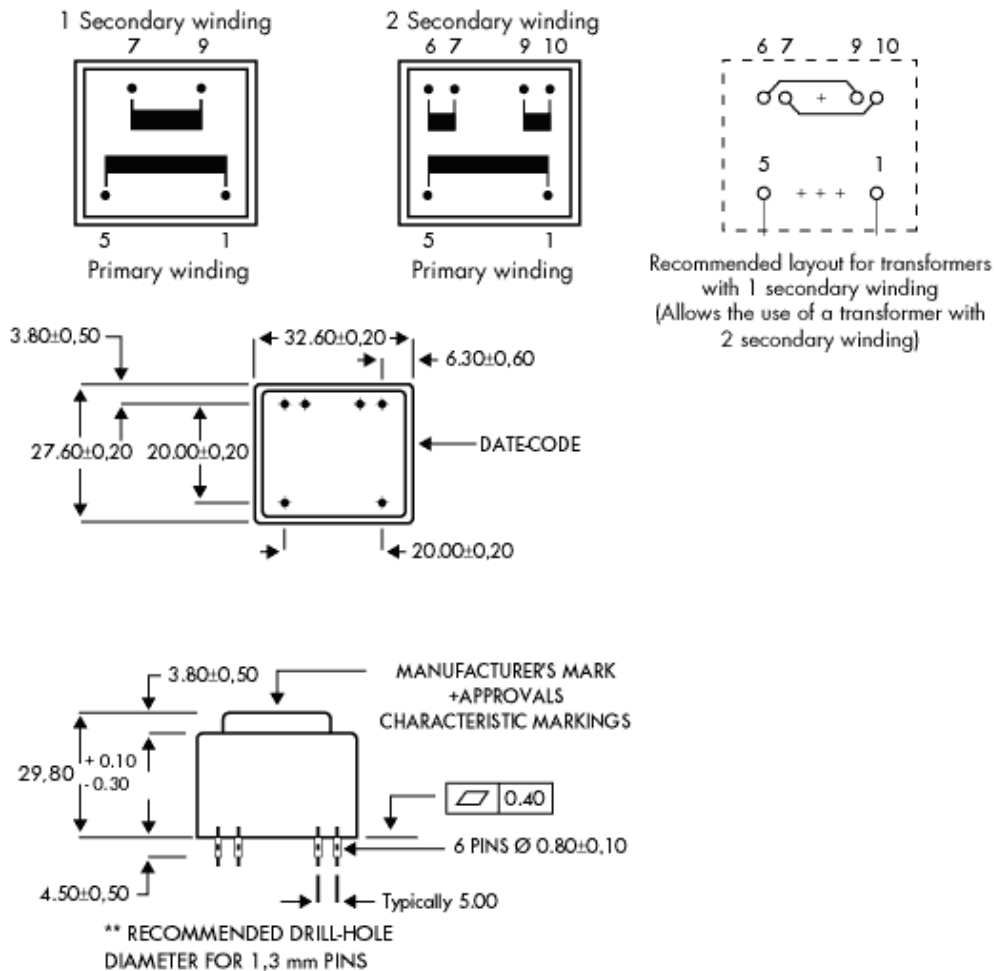 1 Secondary winding
7 9
5 1
Primary winding
2 Secondary winding
6 7 9 10
5 1
Primary winding
6 7 9 10
+
5 1
+ + +
Recommended layout for transformers
with 1 secondary winding
(Allows the use of a transformer with
2 secondary winding)
3.80±0,50
32.60±0,20
6.30±0,60
27.60±0,20
20.00±0,20
DATE-CODE
20.00±0,20
3.80±0,50
MANUFACTURER'S MARK
+APPROVALS
CHARACTERISTIC MARKINGS
29,80
+ 0.10
- 0.30
0.40
6 PINS Ø 0.80±0,10
4.50±0,50
Typically 5.00
** RECOMMENDED DRILL-HOLE
DIAMETER FOR 1,3 mm PINS